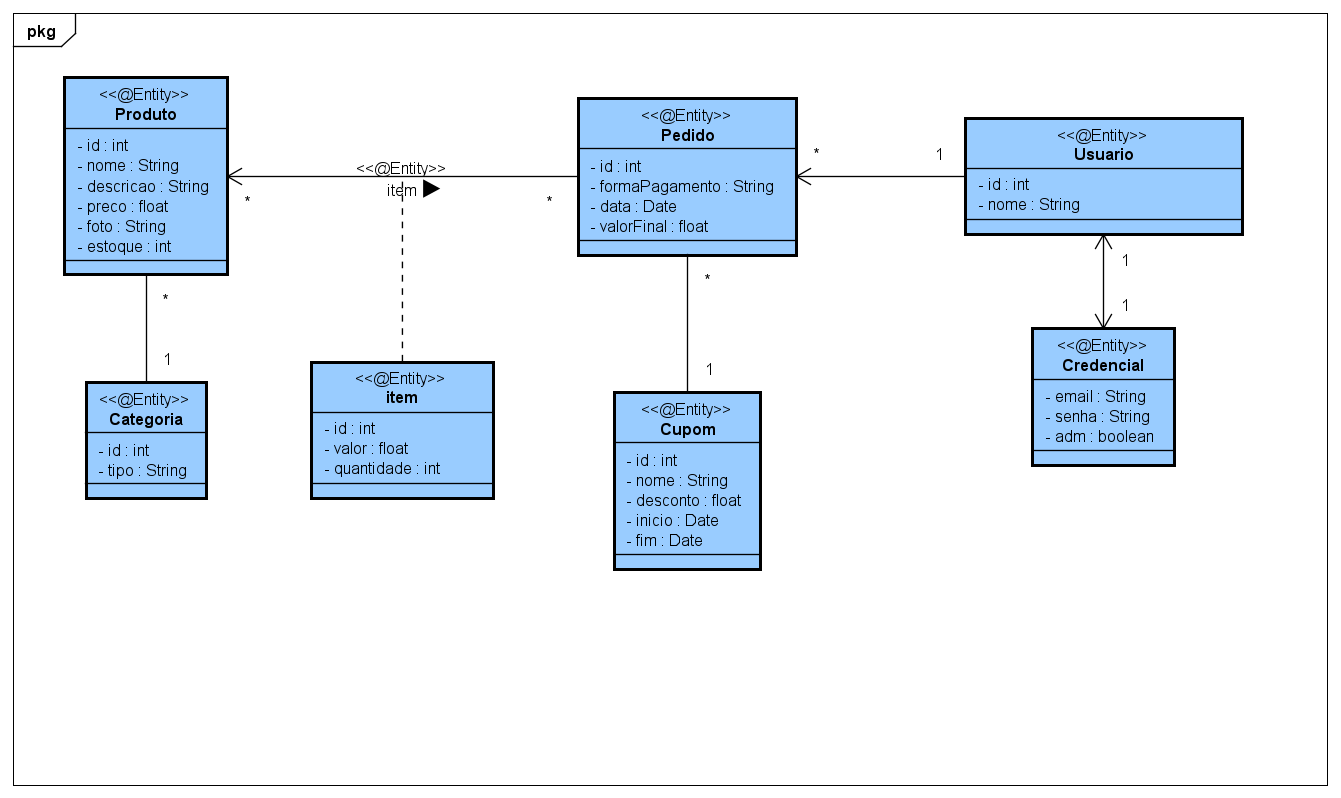 pkg
<<@Entity>>
Produto
- id : int
- nome : String
- descricao : String
- preco : float
- foto : String
- estoque : int
<<@Entity>>
item
*
*
<<@Entity>>
Pedido
- id : int
- formaPagamento : String
- data : Date
- valorFinal : float
*
1
<<@Entity>>
Usuario
- id : int
- nome : String
*
1
<<@Entity>>
Categoria
- id : int
- tipo : String
<<@Entity>>
item
- id : int
- valor : float
- quantidade : int
*
1
<<@Entity>>
Cupom
- id : int
- nome : String
- desconto : float
- inicio : Date
- fim : Date
1
1
<<@Entity>>
Credencial
- email : String
- senha : String
- adm : boolean